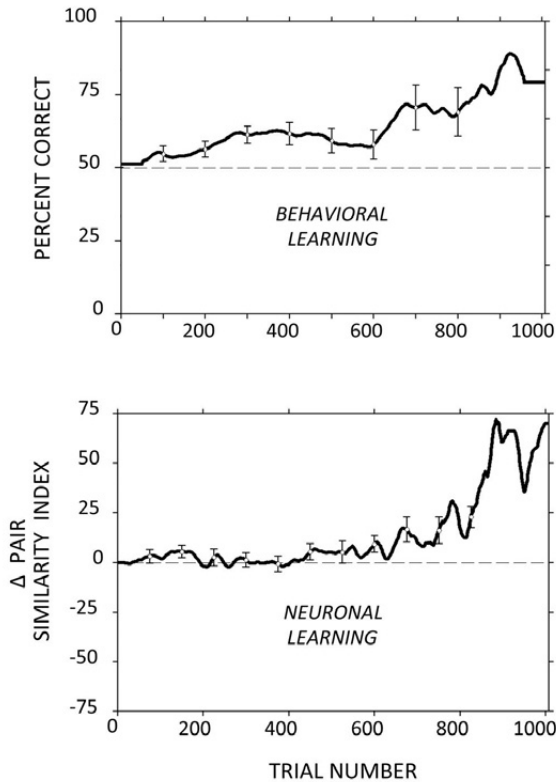 100
75
50
25
0
PERCENT CORRECT
BEHAVIORAL
LEARNING
0 200 400 600 800 1000
75
50
25
0
-25
-50
-75
Δ PAIR
SIMILARITY INDEX
NEURONAL
LEARNING
0 200 400 600 800 1000
TRIAL NUMBER